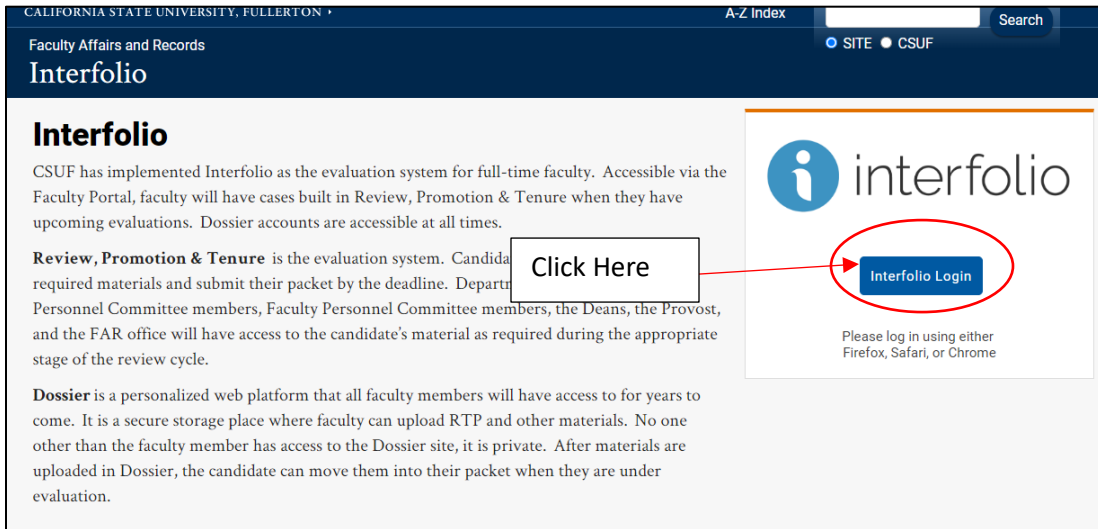 CALIFORNIA STATE UNIVERSITY, FULLERTON
A-Z Index
Search
Faculty Affairs and Records
SITE CSUF
Interfolio
Interfolio
CSUF has implemented Interfolio as the evaluation system for full-time faculty. Accessible via the
Faculty Portal, faculty will have cases built in Review, Promotion & Tenure when they have
upcoming evaluations. Dossier accounts are accessible at all times.
Review, Promotion & Tenure is the evaluation system. Candida
required materials and submit their packet by the deadline. Depart
Personnel Committee members, Faculty Personnel Committee members, the Deans, the Provost,
and the FAR office will have access to the candidate's material as required during the appropriate
stage of the review cycle.
Dossier is a personalized web platform that all faculty members will have access to for years to
come. It is a secure storage place where faculty can upload RTP and other materials. No one
other than the faculty member has access to the Dossier site, it is private. After materials are
uploaded in Dossier, the candidate can move them into their packet when they are under
evaluation.
Click Here
i interfolio
Interfolio Login
Please log in using either
Firefox, Safari, or Chrome